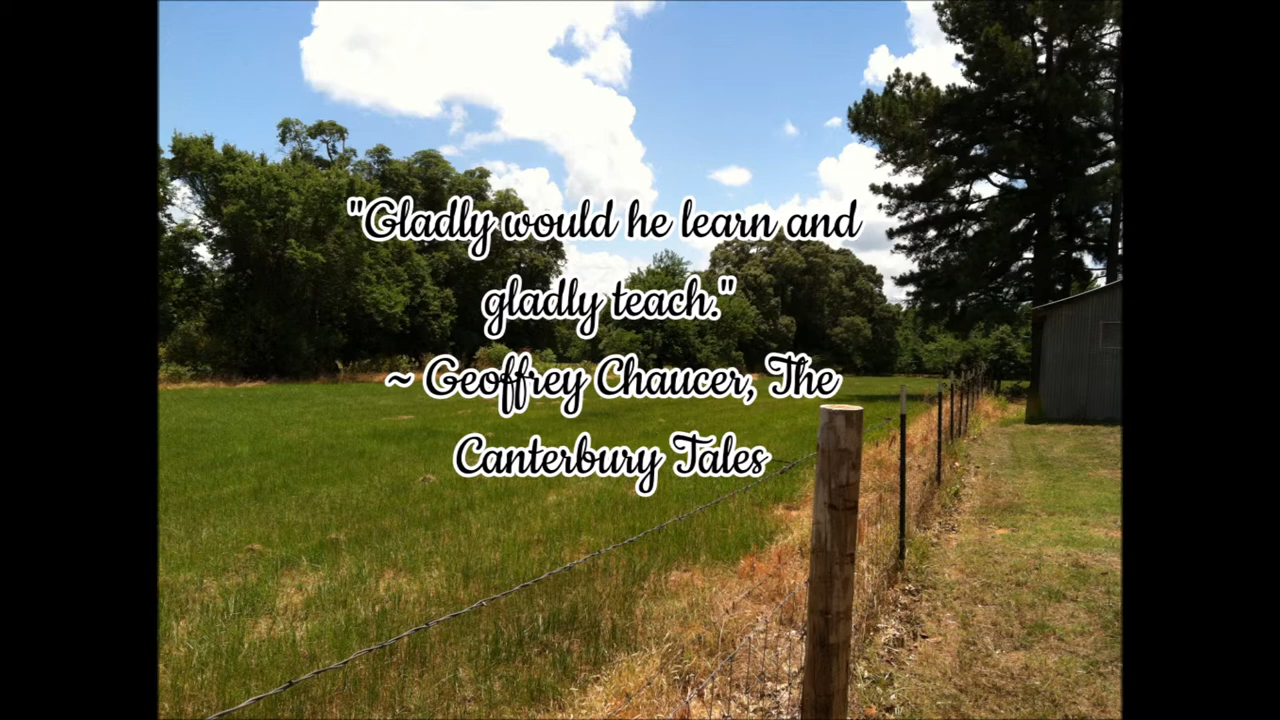 "Gladly would he learn and
gladly teach."
~ Geoffrey Chaucer, The
Canterbury Tales